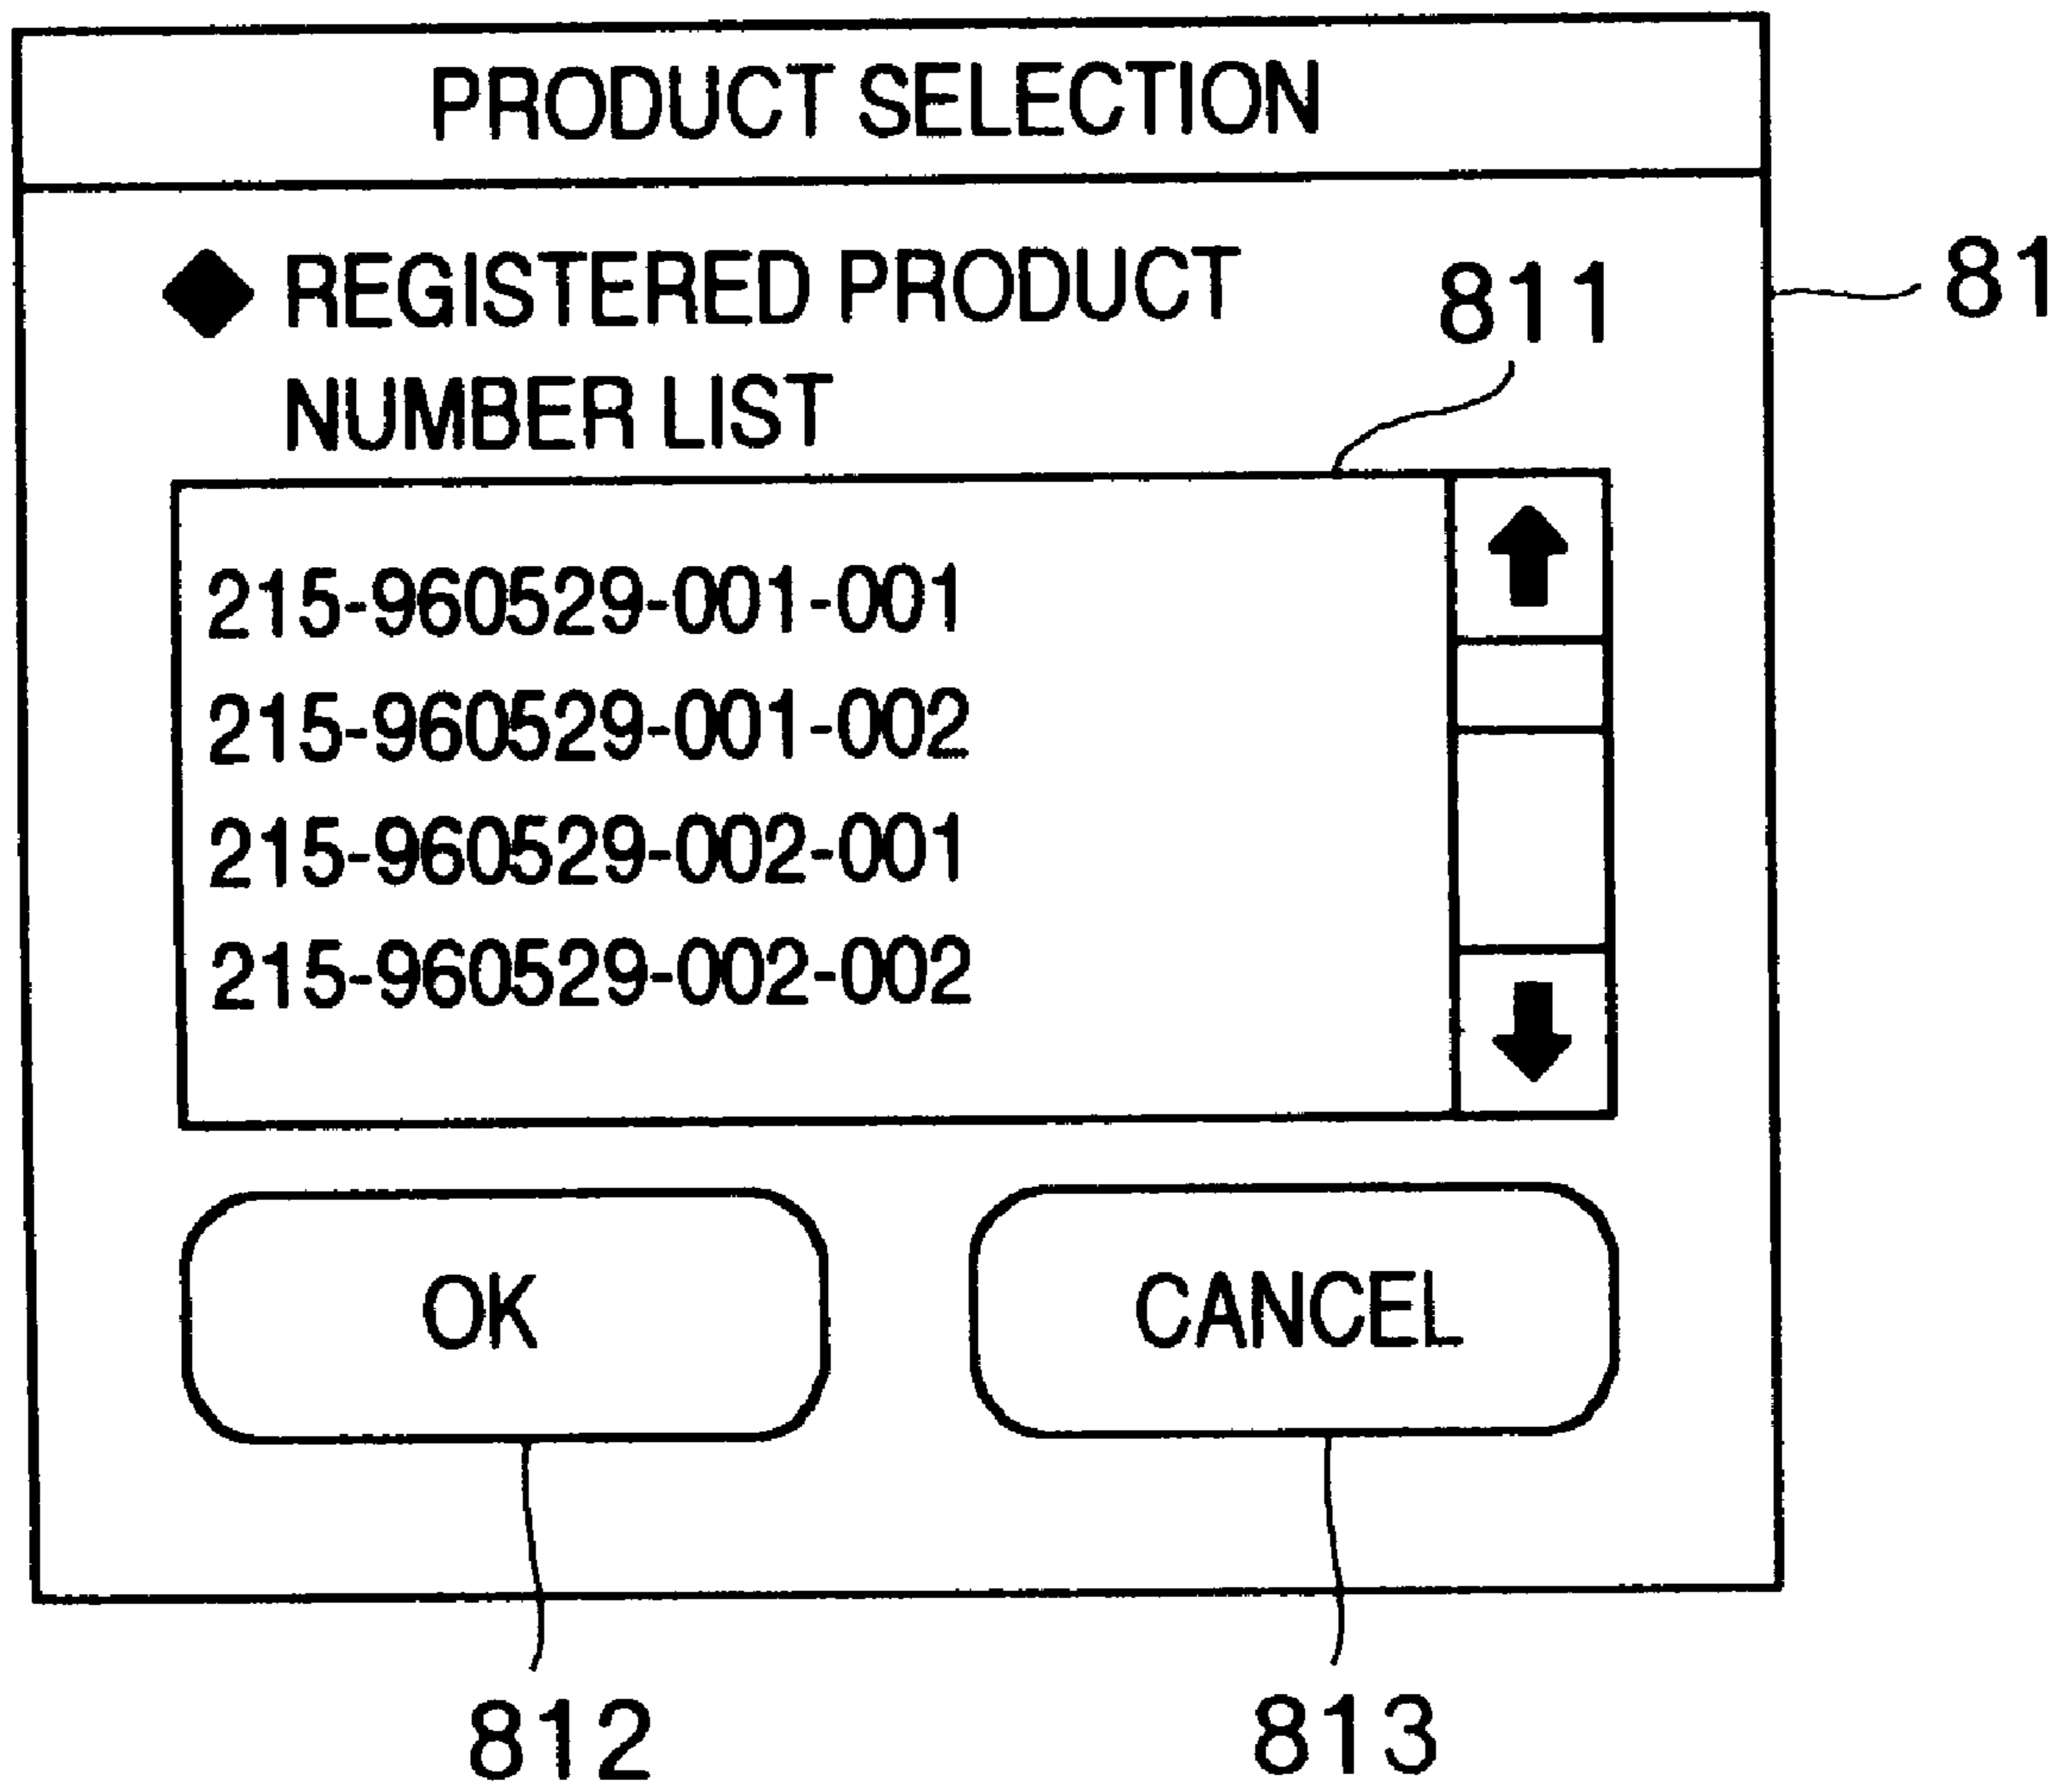 PRODUCT SELECTION
◆ REGISTERED PRODUCT
NUMBER LIST
811
81
215-960529-001-001
215-960529-001-002
215-960529-002-001
215-960529-002-002
OK
CANCEL
812
813